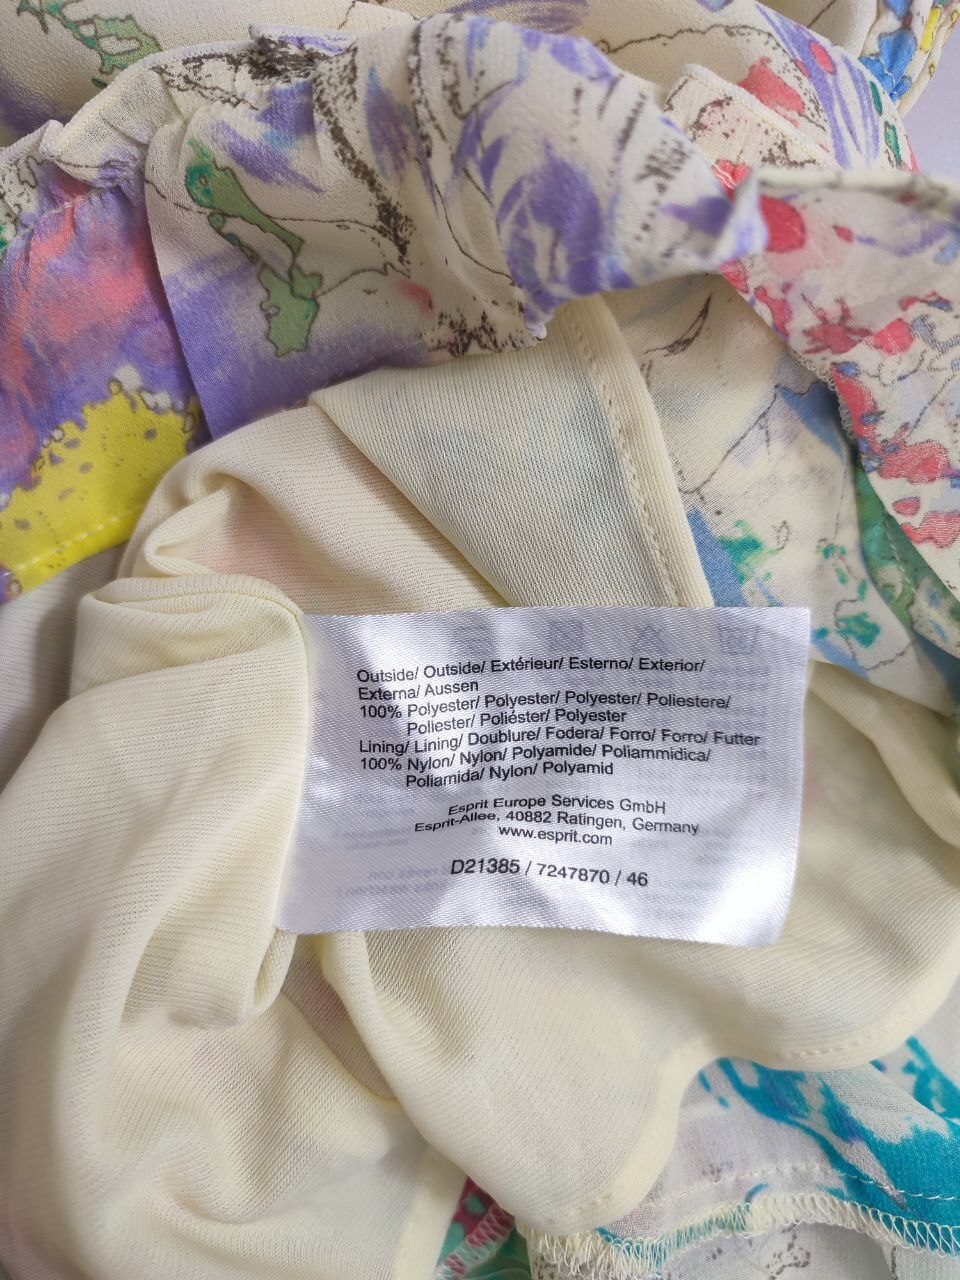 Outside/ Outside/ Extérieur/ Esterno/ Exterior/
Externa/ Aussen
100% Polyester/ Polyester/ Polyester/ Poliestere/
Poliester/ Poliéster/ Polyester
Lining/ Lining/ Doublure/ Fodera/ Forro/ Forro/ Futter
100% Nylon/ Nylon/ Polyamide/ Poliammidica/
Poliamida/ Nylon/ Polyamid
Esprit Europe Services GmbH
Esprit-Allee, 40882 Ratingen, Germany
www.esprit.com
D21385 / 7247870 / 46